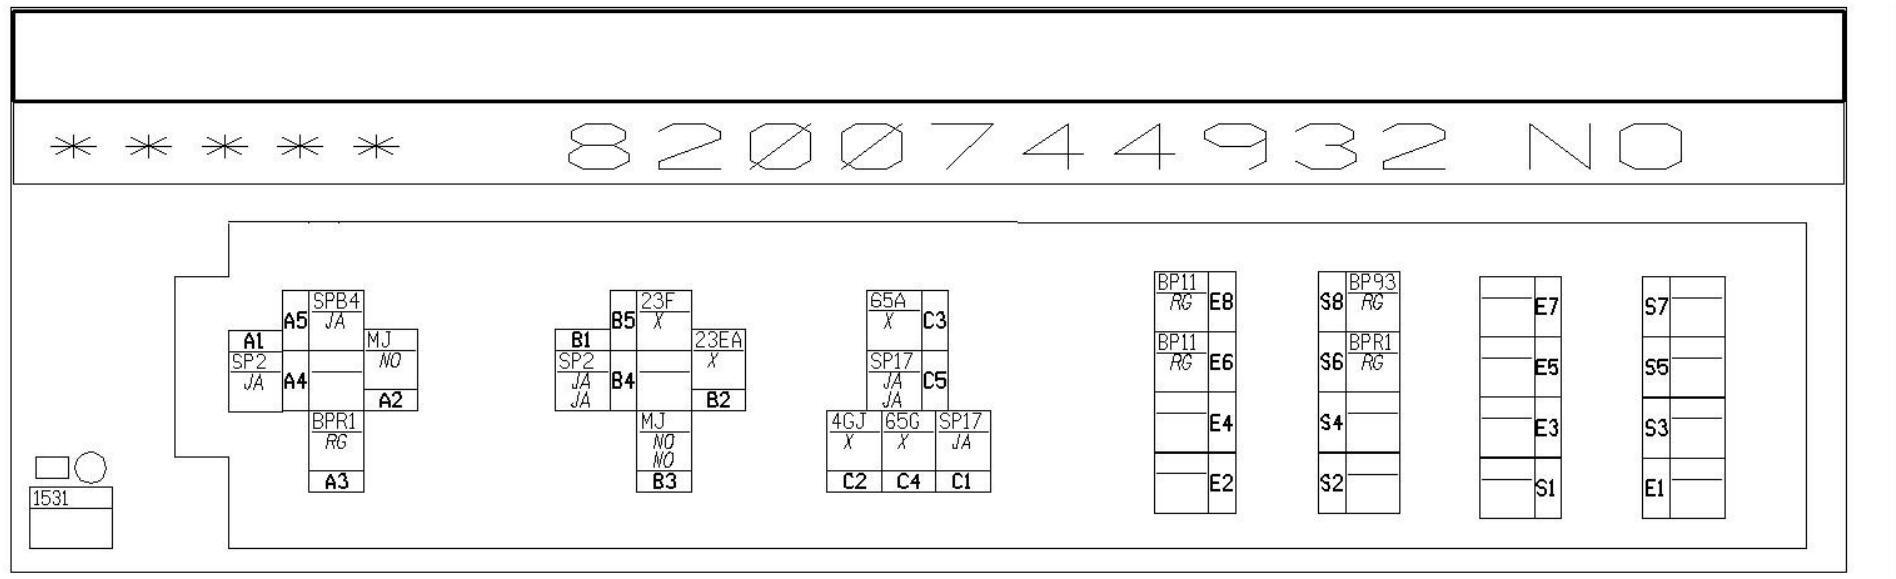 ***** 8200744932 NO
A5 SPB4
JA
A1
SP2
JA
A4
MJ
NO
A2
BPR1
RG
A3
B5 23F
X
B1
SP2
JA
JA
B4
23EA
X
B2
MJ
NO
NO
B3
65A
X
C3
SP17
JA
JA
C5
4GJ 65G SP17
X X JA
C2 C4 C1
BP11
RG
E8
BP11
RG
E6
E4
E2
S8 BP93
RG
S6 BPR1
RG
S4
S2
E7
E5
E3
S1
S7
S5
S3
E1
1531